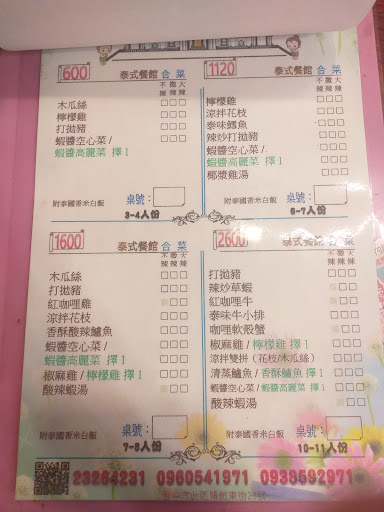 600 泰式餐館 合菜
不辣 微辣 大辣
木瓜絲
檸檬雞
打拋豬
蝦醬空心菜 /
蝦醬高麗菜 擇1
附泰國香米白飯
桌號:
3-4人份
1120 泰式餐館 合菜
不辣 微辣 大辣
檸檬雞
涼拌花枝
泰味鱈魚
辣炒打拋豬
蝦醬空心菜 /
蝦醬高麗菜 擇1
椰漿雞湯
附泰國香米白飯
桌號:
6-7人份
1600 泰式餐館 合菜
不辣 微辣 大辣
木瓜絲
打拋豬
紅咖哩雞
涼拌花枝
香酥酸辣鱸魚
蝦醬空心菜 /
蝦醬高麗菜 擇1
椒麻雞 / 檸檬雞 擇1
酸辣蝦湯
附泰國香米白飯
桌號:
7-8人份
2600 泰式餐館 合菜
不辣 微辣 大辣
打拋豬
辣炒草蝦
紅咖哩牛
泰味牛小排
咖哩軟殼蟹
椒麻雞 / 檸檬雞 擇1
涼拌雙拼 (花枝/木瓜絲)
清蒸鱸魚 / 香酥鱸魚 擇1
蝦醬空心菜 / 蝦醬高麗菜 擇1
酸辣蝦湯
附泰國香米白飯
桌號:
10-11人份
23264231 0960541971 0938592971